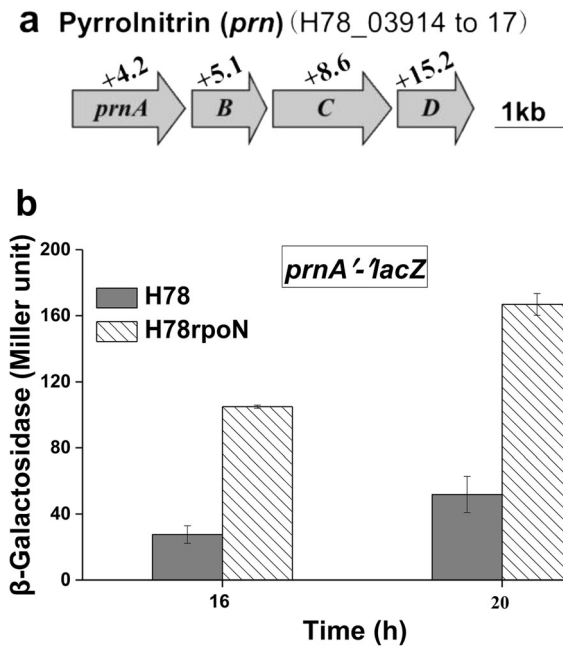 a Pyrrolnitrin (prn) (H78_03914 to 17)
+4.2 +5.1 +8.6 +15.2
prnA B C D 1kb
b
prnA′-′lacZ
H78
H78rpoN
β-Galactosidase (Miller unit)
200
160
120
80
40
0
16 20
Time (h)